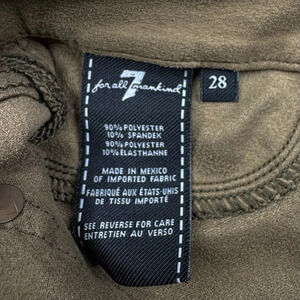 7
for all mankind
28
90% POLYESTER
10% SPANDEX
90% POLYESTER
10% ELASTHANNE
MADE IN MEXICO
OF IMPORTED FABRIC
FABRIQUÉ AUX ÉTATS-UNIS
DE TISSU IMPORTÉ
SEE REVERSE FOR CARE
ENTRETIEN AU VERSO